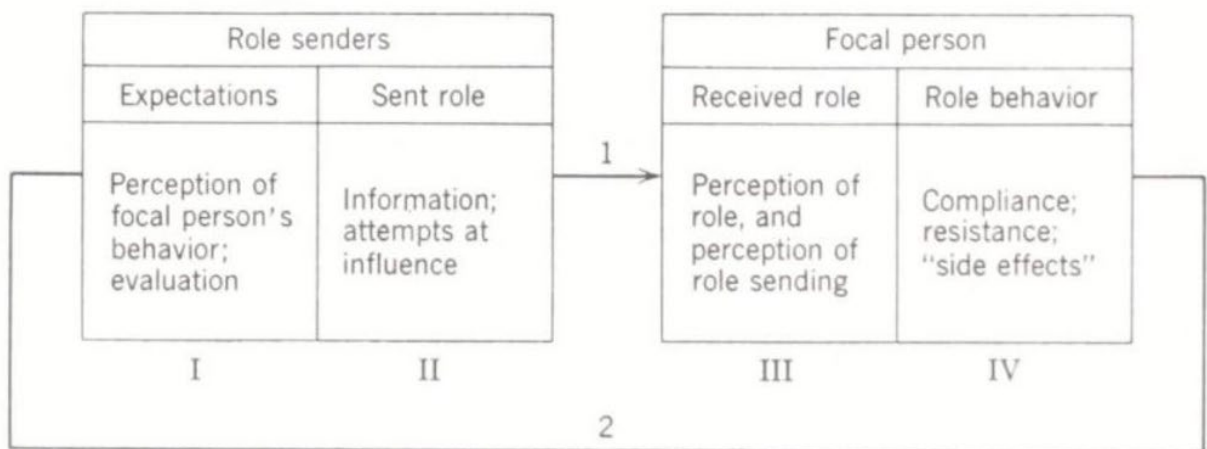 Role senders
Focal person
Expectations
Sent role
Received role
Role behavior
1
Perception of
focal person's
behavior;
evaluation
Information;
attempts at
influence
Perception of
role, and
perception of
role sending
Compliance;
resistance;
"side effects"
I
II
III
IV
2